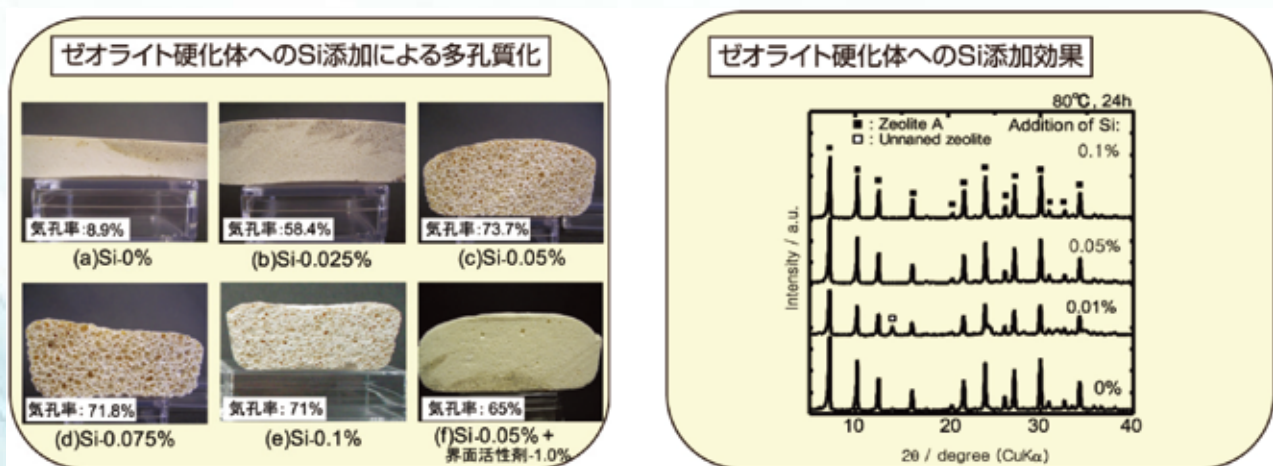 ゼオライト硬化体へのSi添加による多孔質化
気孔率:8.9%
(a)Si-0%
気孔率:58.4%
(b)Si-0.025%
気孔率:73.7%
(c)Si-0.05%
気孔率:71.8%
(d)Si-0.075%
気孔率:71%
(e)Si-0.1%
気孔率:65%
(f)Si-0.05% +
界面活性剤-1.0%
ゼオライト硬化体へのSi添加効果
80℃, 24h
■ : Zeolite A
□ : Unnaned zeolite
Addition of Si:
0.1%
0.05%
0.01%
0%
Intensity / a.u.
10 20 30 40
2θ / degree (CuKα)